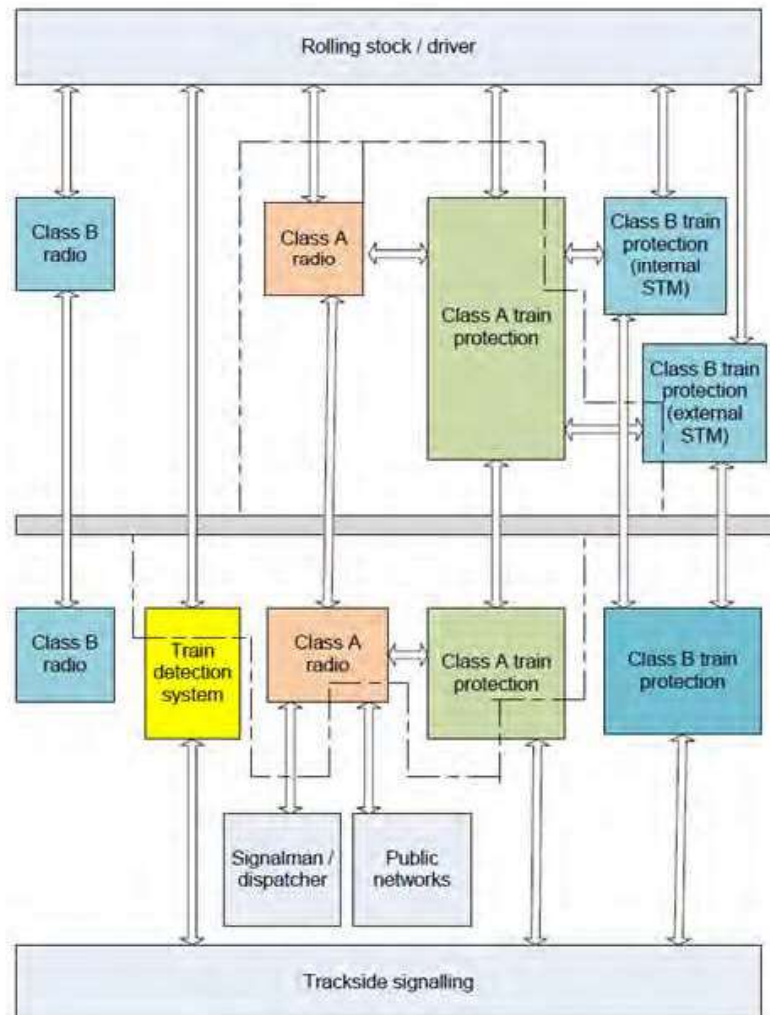 Rolling stock / driver
Class B
radio
Class A
radio
Class A train
protection
Class B train
protection
(internal
STM)
Class B train
protection
(external
STM)
Class B
radio
Train
detection
system
Class A
radio
Class A train
protection
Class B train
protection
Signalman /
dispatcher
Public
networks
Trackside signalling